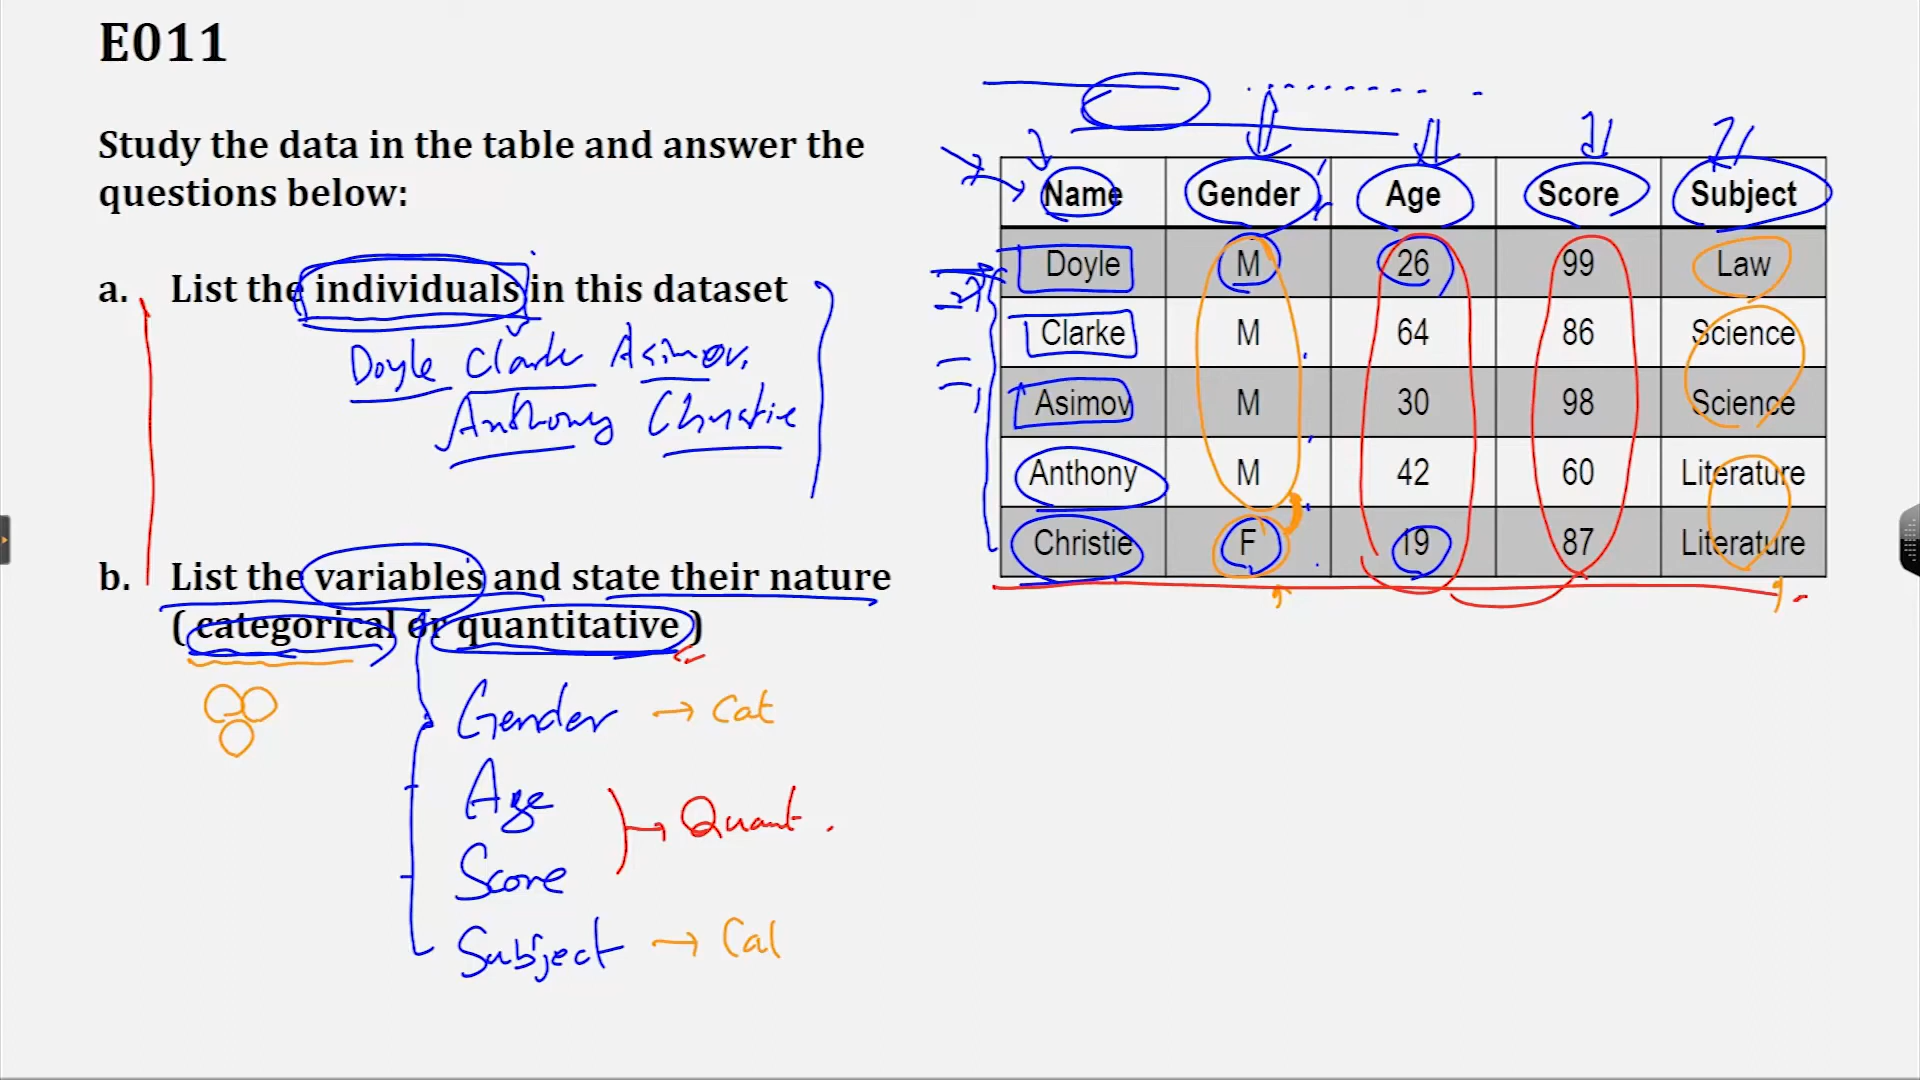 E011
Study the data in the table and answer the
questions below:
a. List the individuals in this dataset
Doyle Clarke Asimov,
Anthony Christie
b. List the variables and state their nature
( categorical or quantitative )
Gender → Cat
Age
→ Quant.
Score
Subject → Cat
Name Gender Age Score Subject
Doyle M 26 99 Law
Clarke M 64 86 Science
Asimov M 30 98 Science
Anthony M 42 60 Literature
Christie F 19 87 Literature